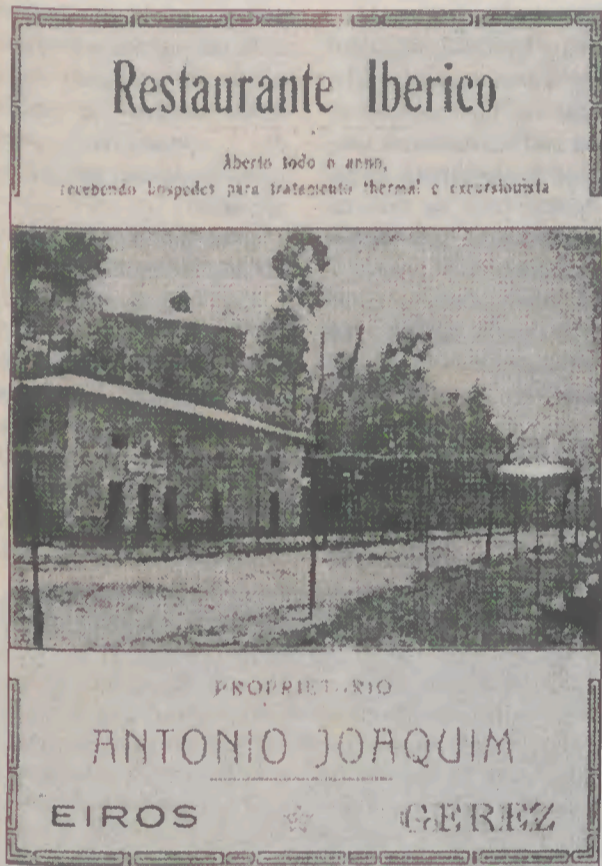 Restaurante Iberico
Aberto todo o anno,
recebendo hospedes para tratamento thermal e excursionista
PROPRIETARIO
ANTONIO JOAQUIM
EIROS GEREZ